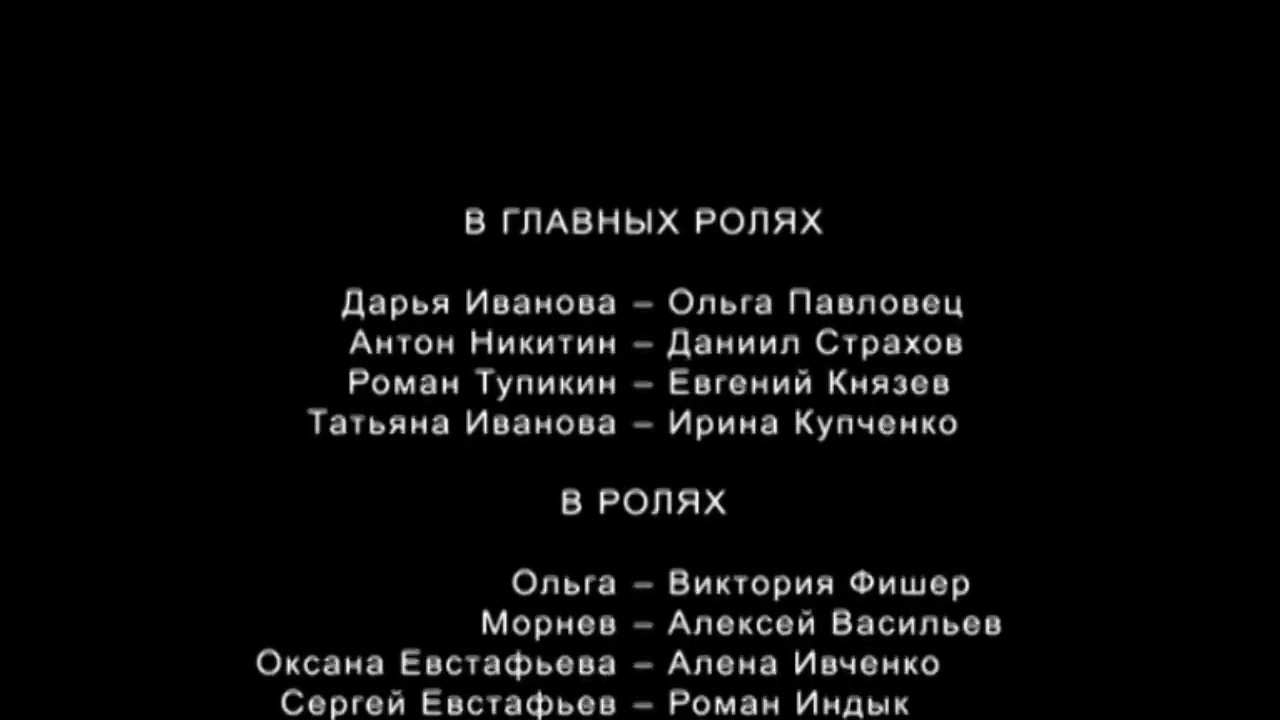 В ГЛАВНЫХ РОЛЯХ
Дарья Иванова – Ольга Павловец
Антон Никитин – Даниил Страхов
Роман Тупикин – Евгений Князев
Татьяна Иванова – Ирина Купченко
В РОЛЯХ
Ольга – Виктория Фишер
Морнев – Алексей Васильев
Оксана Евстафьева – Алена Ивченко
Сергей Евстафьев – Роман Индык